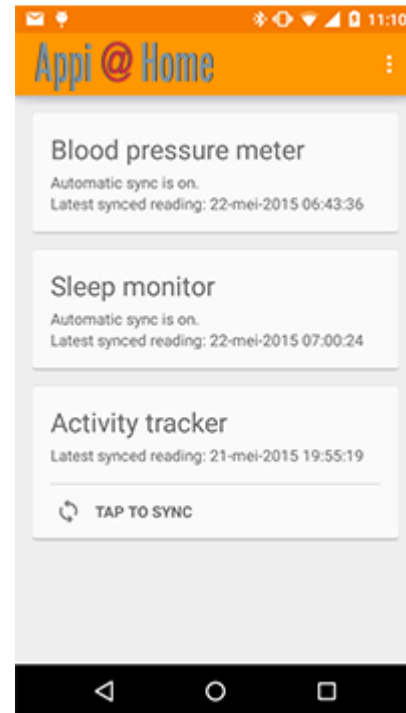 11:10
Appi @ Home
Blood pressure meter
Automatic sync is on.
Latest synced reading: 22-mei-2015 06:43:36
Sleep monitor
Automatic sync is on.
Latest synced reading: 22-mei-2015 07:00:24
Activity tracker
Latest synced reading: 21-mei-2015 19:55:19
TAP TO SYNC